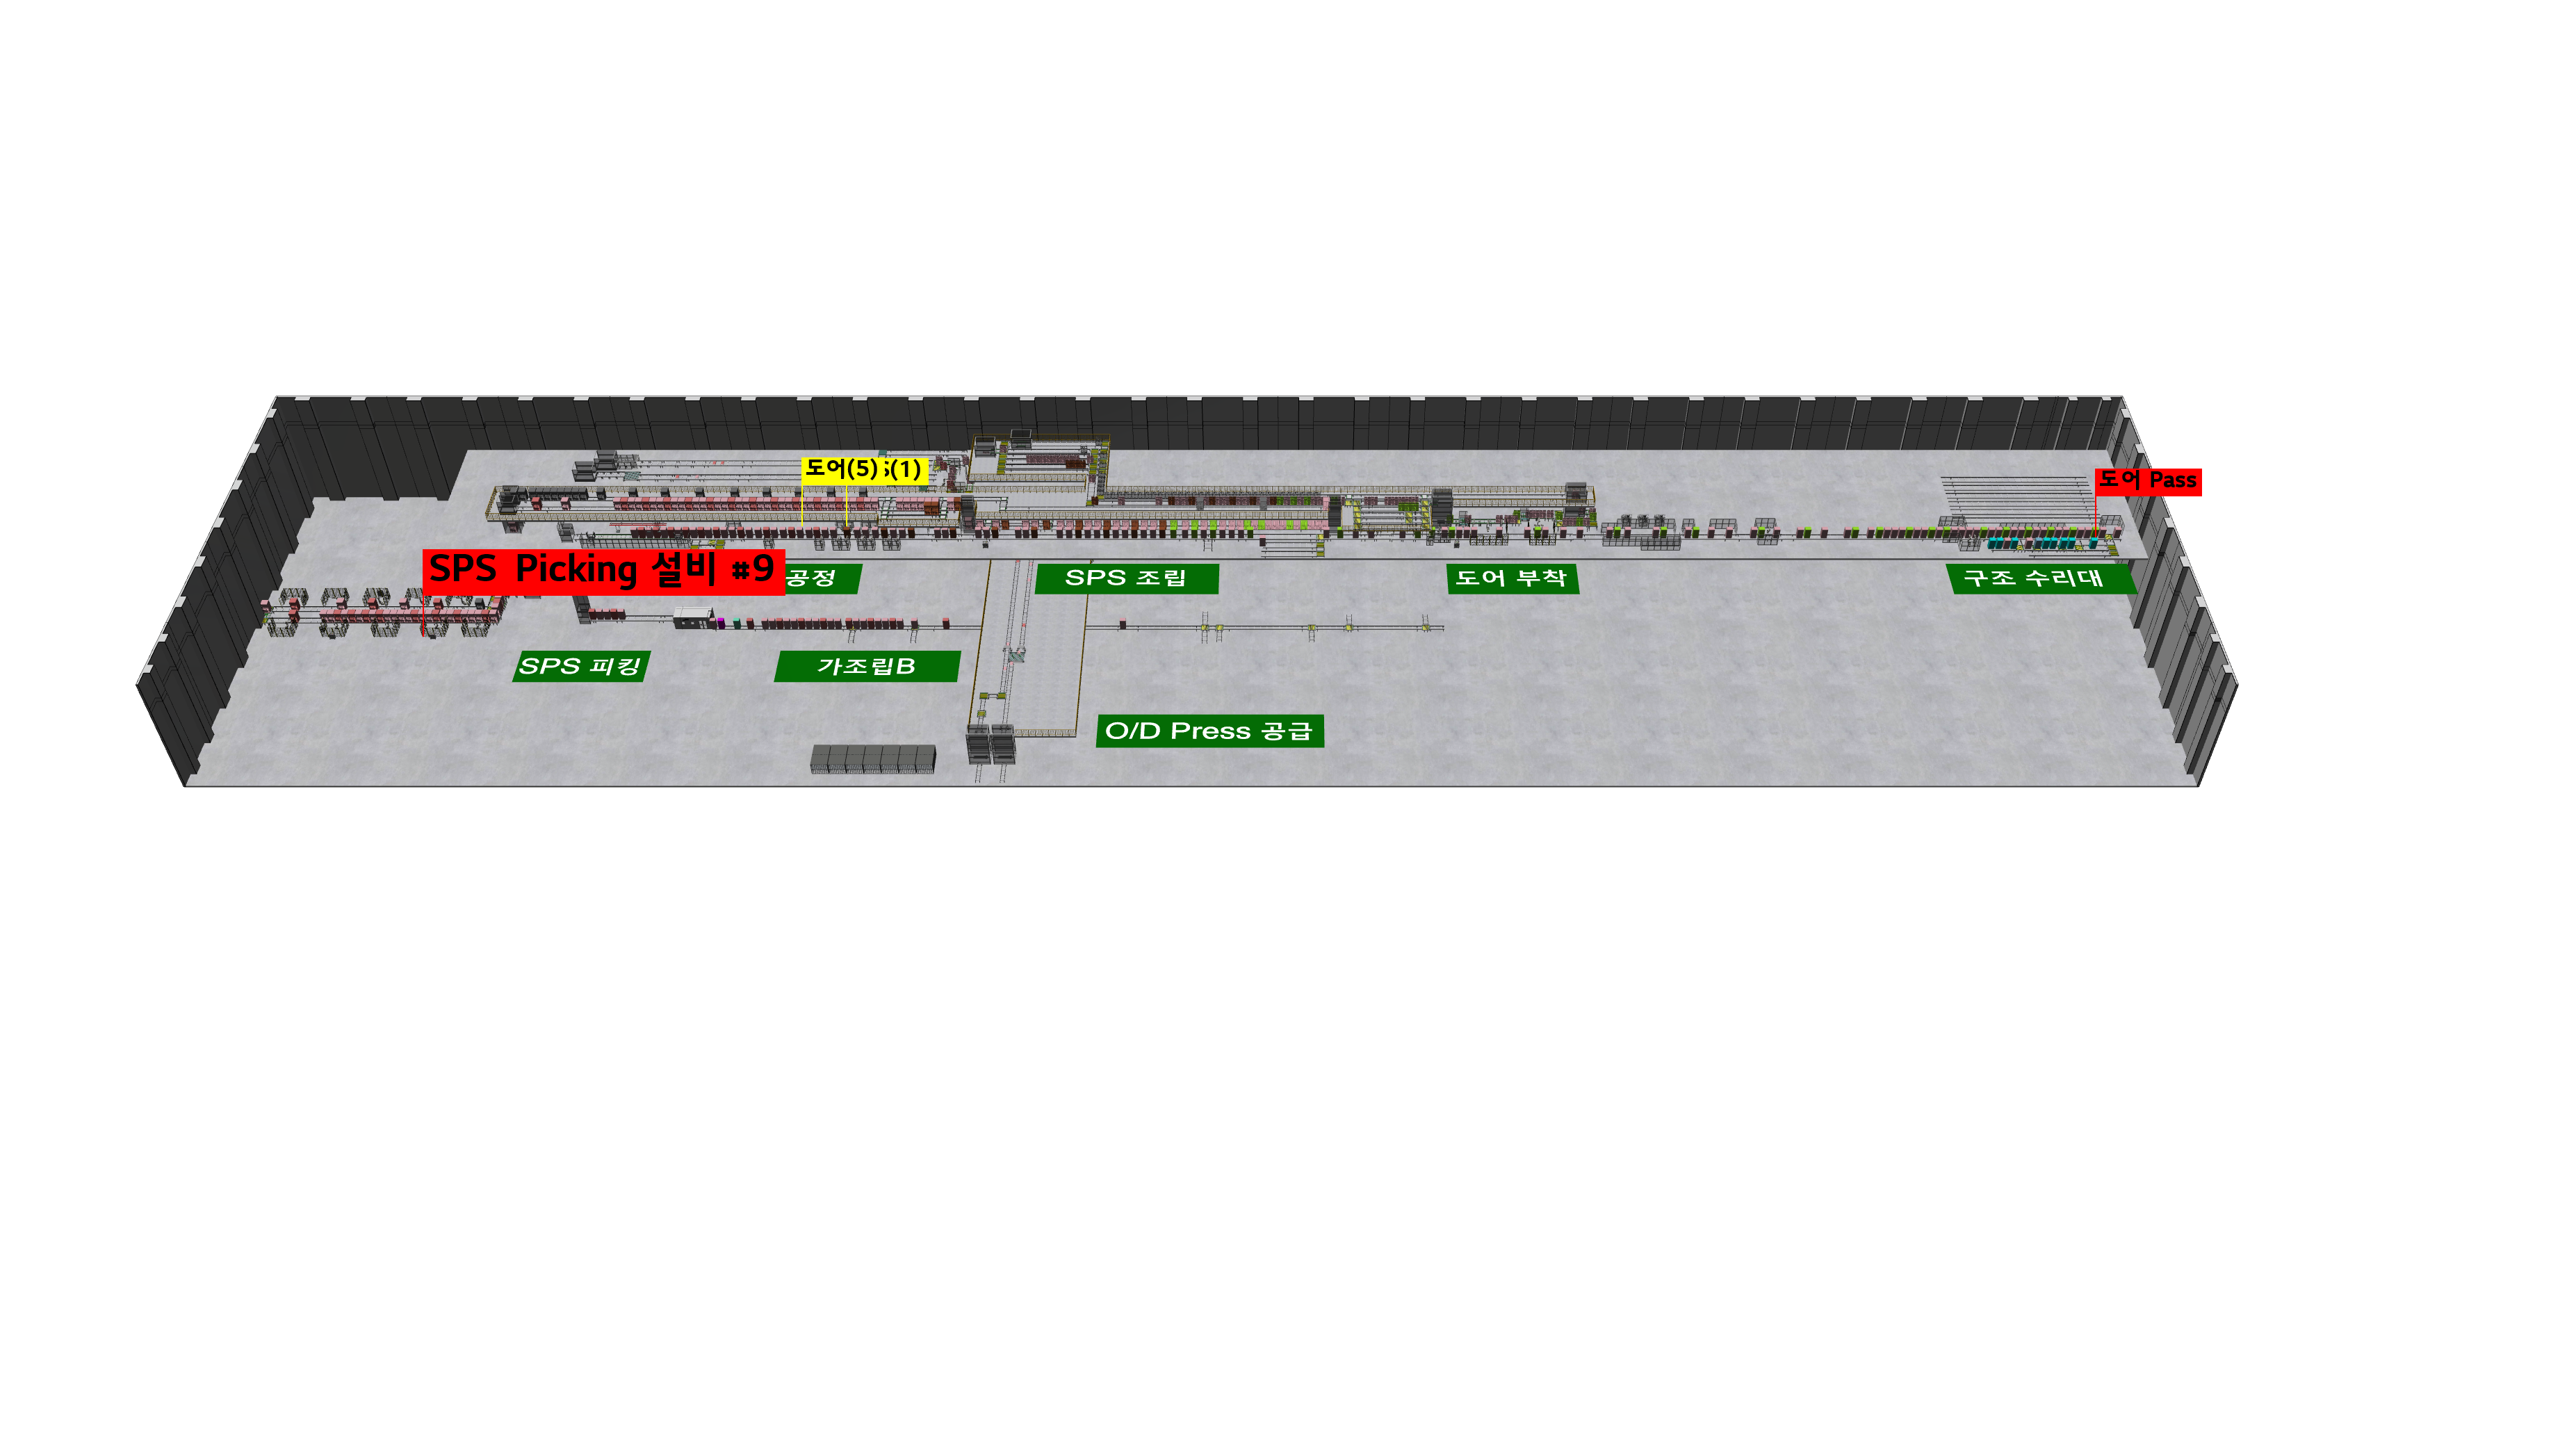 도어(5)
(1)
도어 Pass
SPS Picking 설비 #9
공정
SPS 조립
도어 부착
구조 수리대
SPS 피킹
가조립B
O/D Press 공급